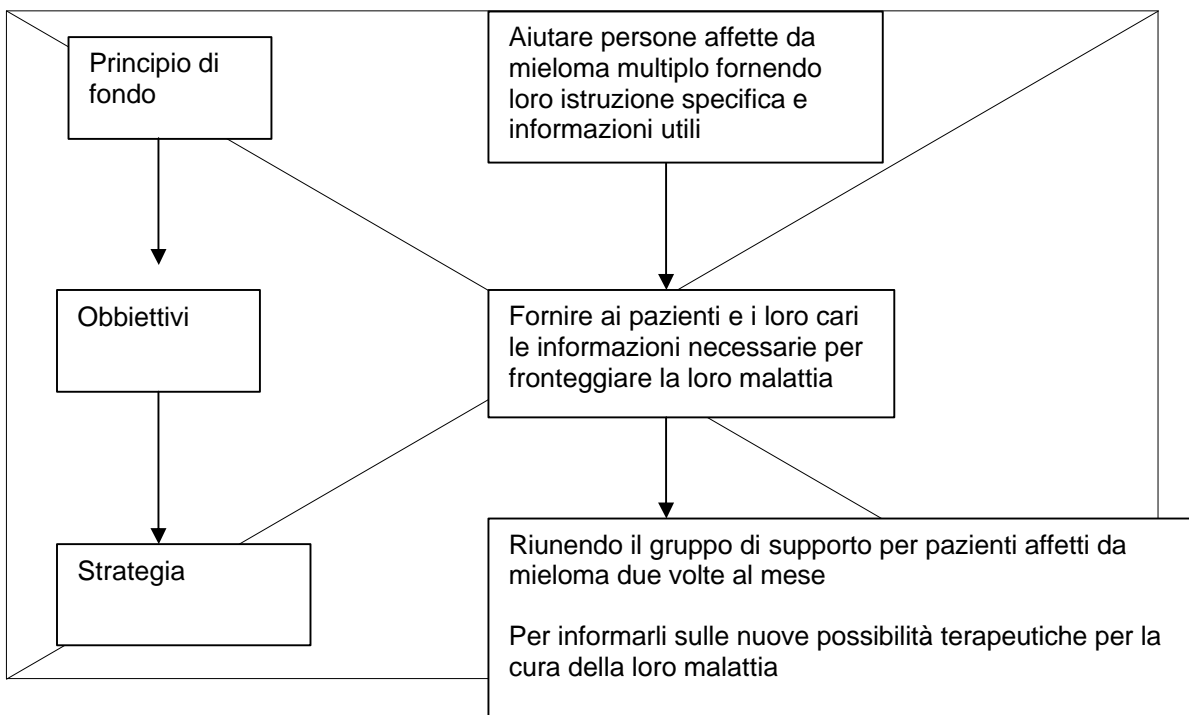 Principio di
fondo
Aiutare persone affette da
mieloma multiplo fornendo
loro istruzione specifica e
informazioni utili
Obbiettivi
Fornire ai pazienti e i loro cari
le informazioni necessarie per
fronteggiare la loro malattia
Strategia
Riunendo il gruppo di supporto per pazienti affetti da
mieloma due volte al mese
Per informarli sulle nuove possibilità terapeutiche per la
cura della loro malattia